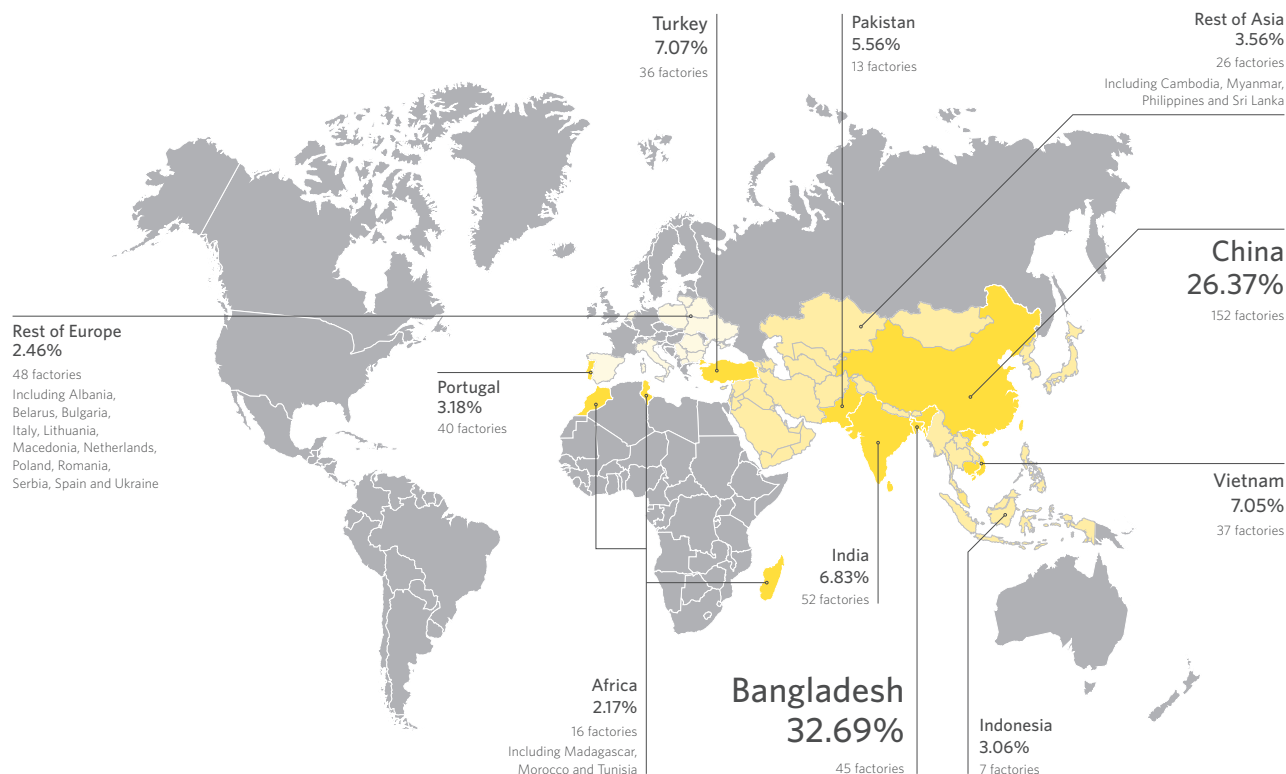 Turkey
7.07%
36 factories
Pakistan
5.56%
13 factories
Rest of Asia
3.56%
26 factories
Including Cambodia, Myanmar,
Philippines and Sri Lanka
China
26.37%
152 factories
Rest of Europe
2.46%
48 factories
Including Albania,
Belarus, Bulgaria,
Italy, Lithuania,
Macedonia, Netherlands,
Poland, Romania,
Serbia, Spain and Ukraine
Portugal
3.18%
40 factories
Vietnam
7.05%
37 factories
India
6.83%
52 factories
Africa
2.17%
16 factories
Including Madagascar,
Morocco and Tunisia
Bangladesh
32.69%
45 factories
Indonesia
3.06%
7 factories